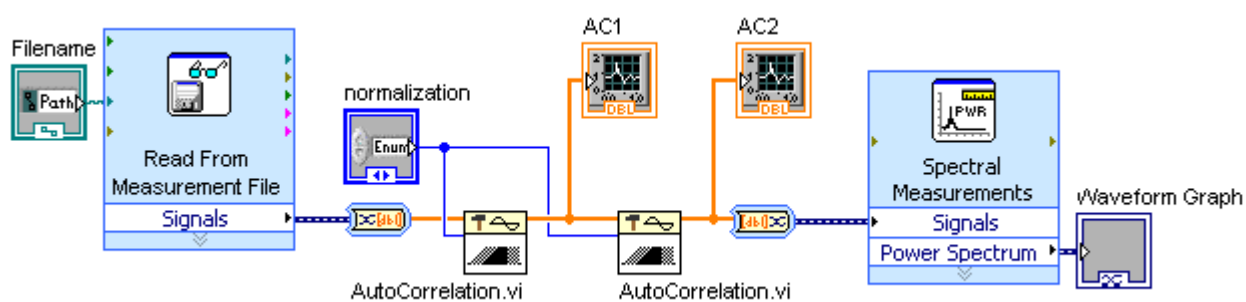 Filename
Path
Read From
Measurement File
Signals
normalization
Enum
AutoCorrelation.vi
AC1
DBL
AutoCorrelation.vi
AC2
DBL
PWR
Spectral
Measurements
Signals
Power Spectrum
Waveform Graph